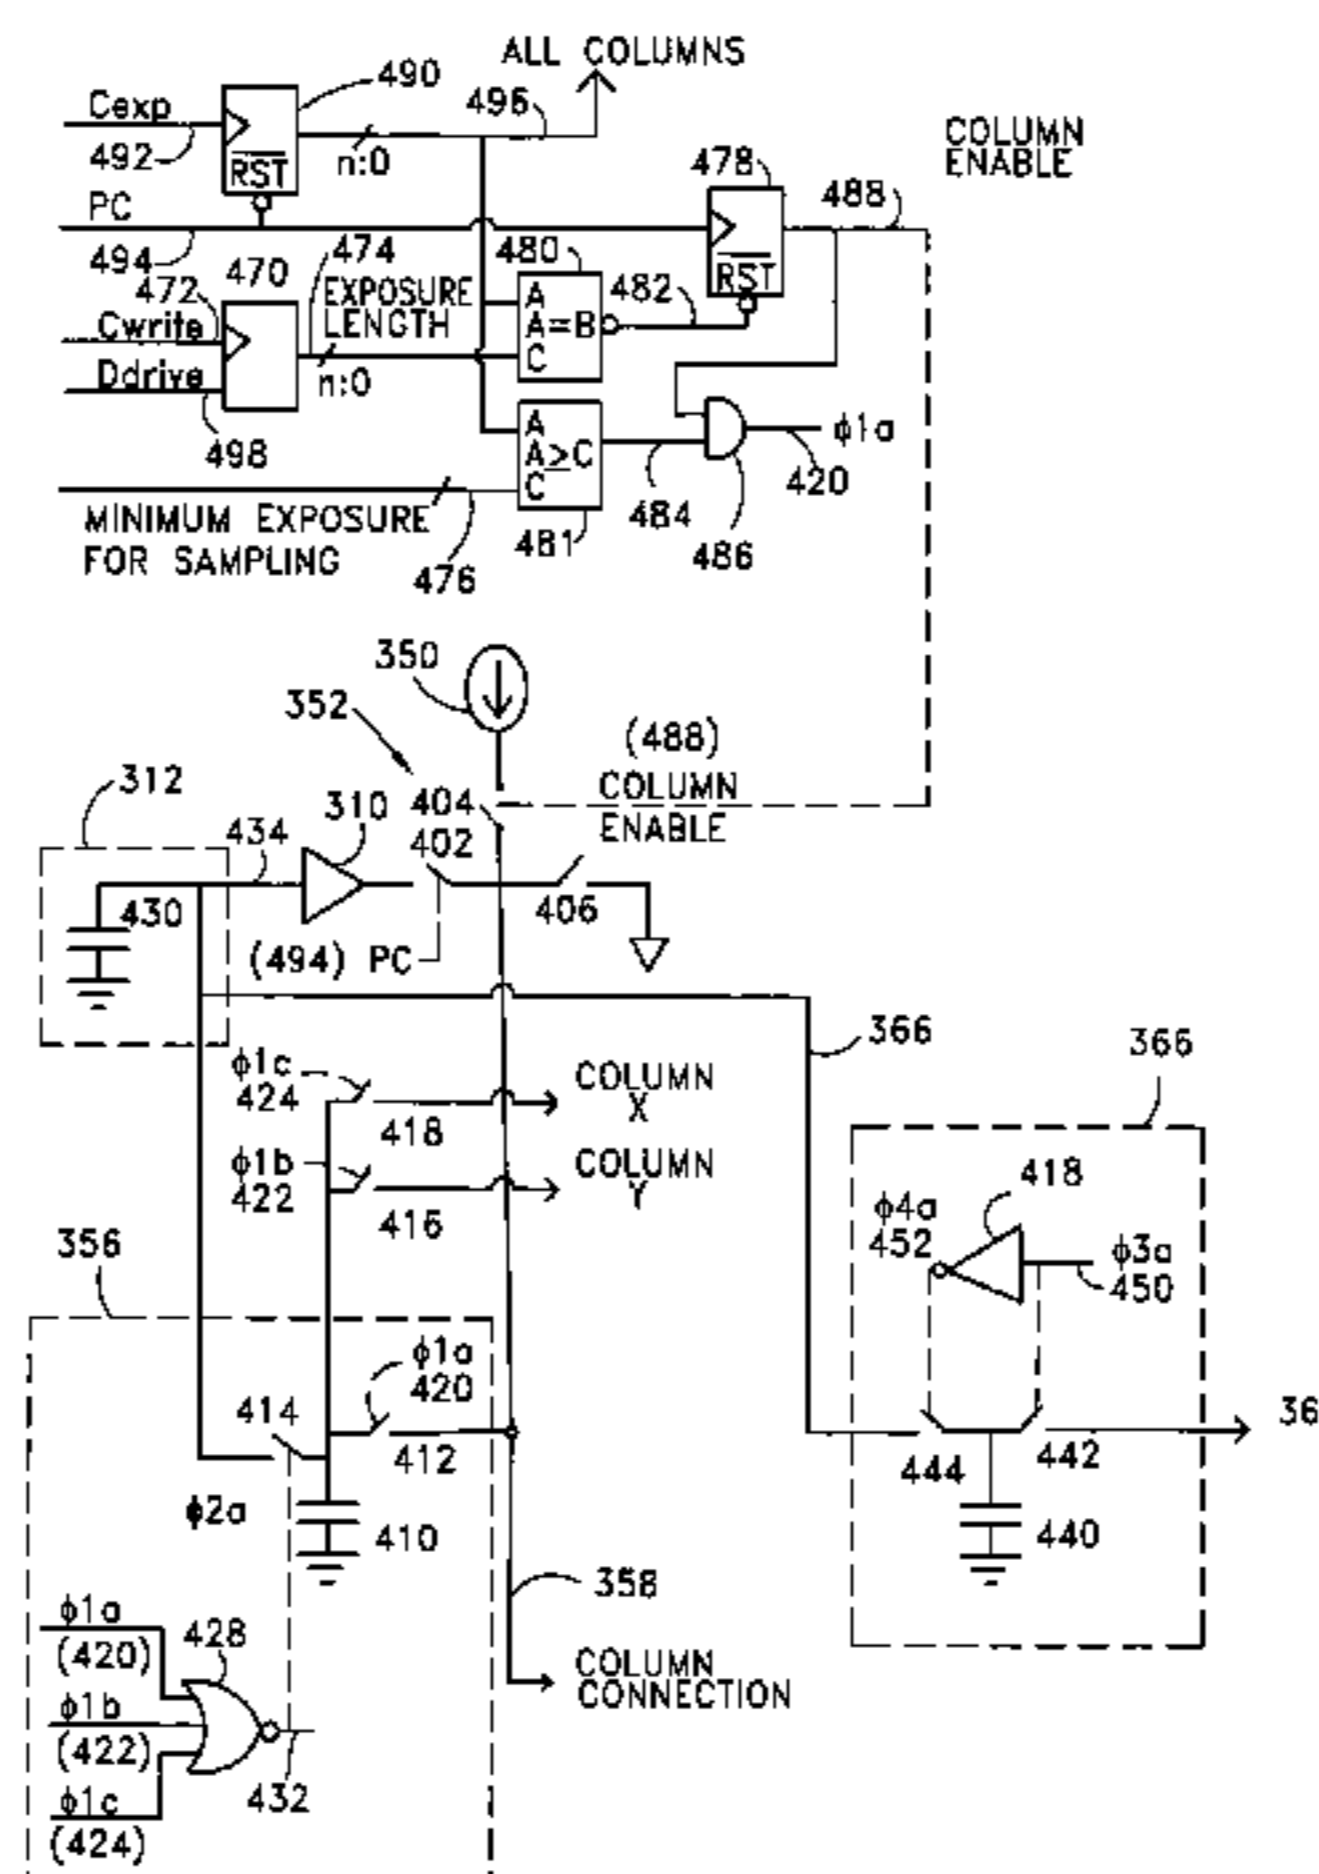 ALL COLUMNS
Cexp
490
496
492
RST
n:0
COLUMN
ENABLE
478
488
PC
494
470
474
480
472
EXPOSURE
LENGTH
482
RST
Cwrite
A
A=B
C
Ddrive
n:0
498
A
A>C
C
ϕ1a
420
484
486
MINIMUM EXPOSURE
FOR SAMPLING
476
481
350
352
(488)
COLUMN
ENABLE
312
310
404
402
434
430
406
(494) PC
366
366
ϕ1c
424
418
COLUMN
X
ϕ1b
422
416
COLUMN
Y
418
ϕ4a
452
ϕ3a
450
356
ϕ1a
420
414
412
36
444
442
ϕ2a
410
440
358
ϕ1a
(420)
428
ϕ1b
(422)
COLUMN
CONNECTION
432
ϕ1c
(424)